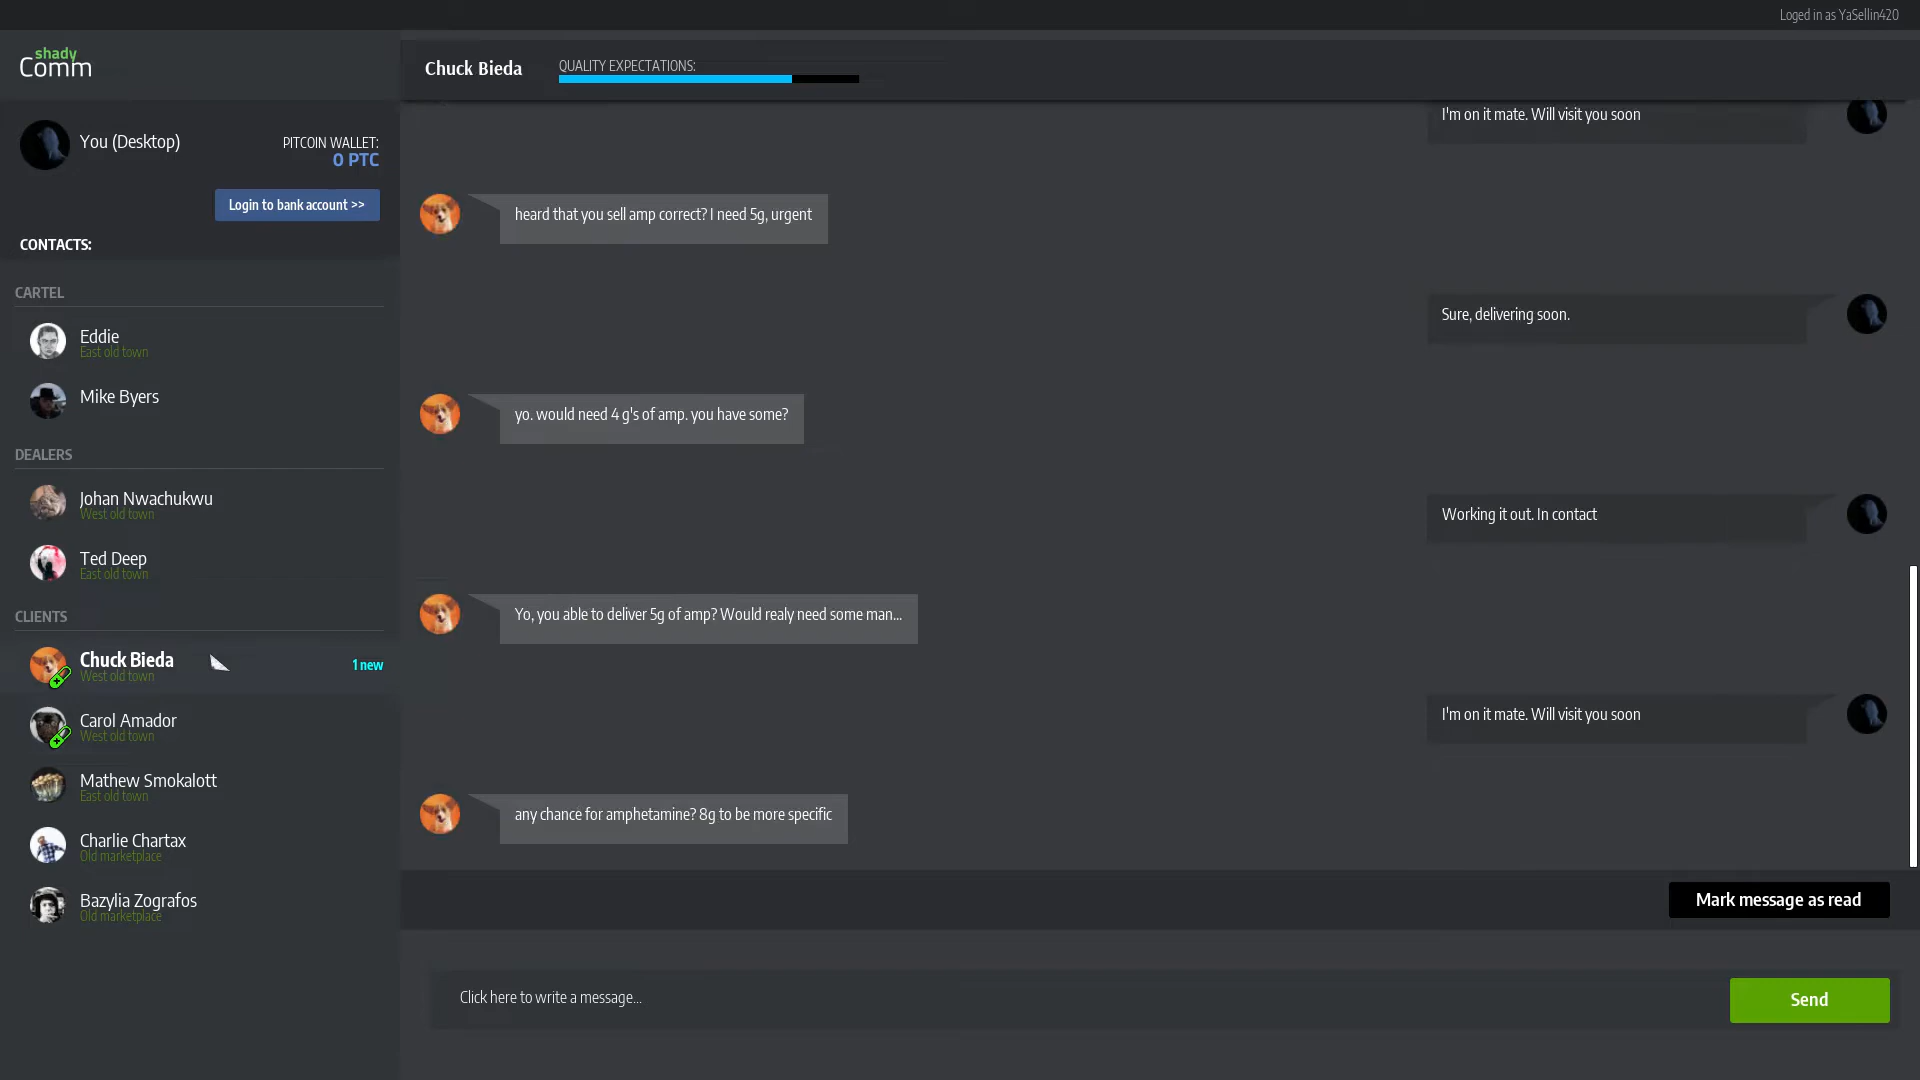 Loged in as YaSellin420
shady
Comm
Chuck Bieda
QUALITY EXPECTATIONS:
You (Desktop)
PITCOIN WALLET:
0 PTC
Login to bank account >>
CONTACTS:
CARTEL
Eddie
East old town
Mike Byers
DEALERS
Johan Nwachukwu
West old town
Ted Deep
East old town
CLIENTS
Chuck Bieda
West old town
1 new
Carol Amador
West old town
Mathew Smokalott
East old town
Charlie Chartax
Old marketplace
Bazylia Zografos
Old marketplace
I'm on it mate. Will visit you soon
heard that you sell amp correct? I need 5g, urgent
Sure, delivering soon.
yo. would need 4 g's of amp. you have some?
Working it out. In contact
Yo, you able to deliver 5g of amp? Would realy need some man...
I'm on it mate. Will visit you soon
any chance for amphetamine? 8g to be more specific
Mark message as read
Click here to write a message...
Send